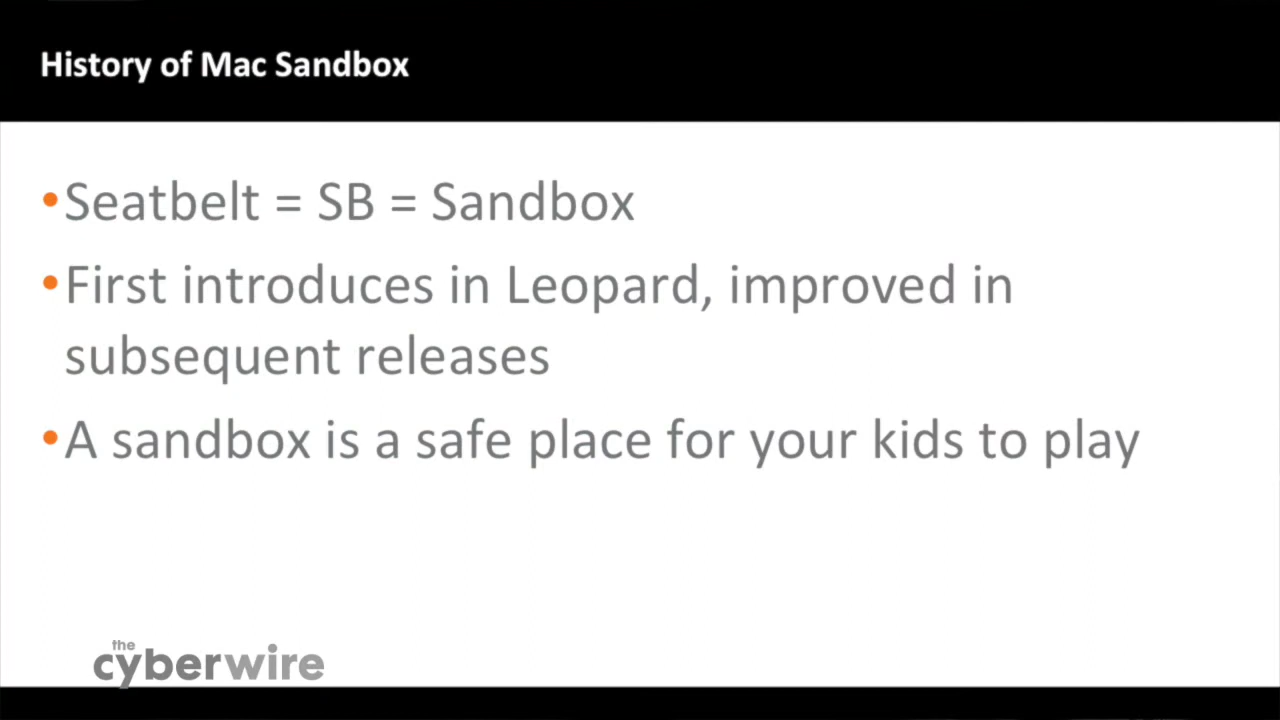 History of Mac Sandbox
•Seatbelt = SB = Sandbox
•First introduces in Leopard, improved in
subsequent releases
•A sandbox is a safe place for your kids to play
the
cyberwire